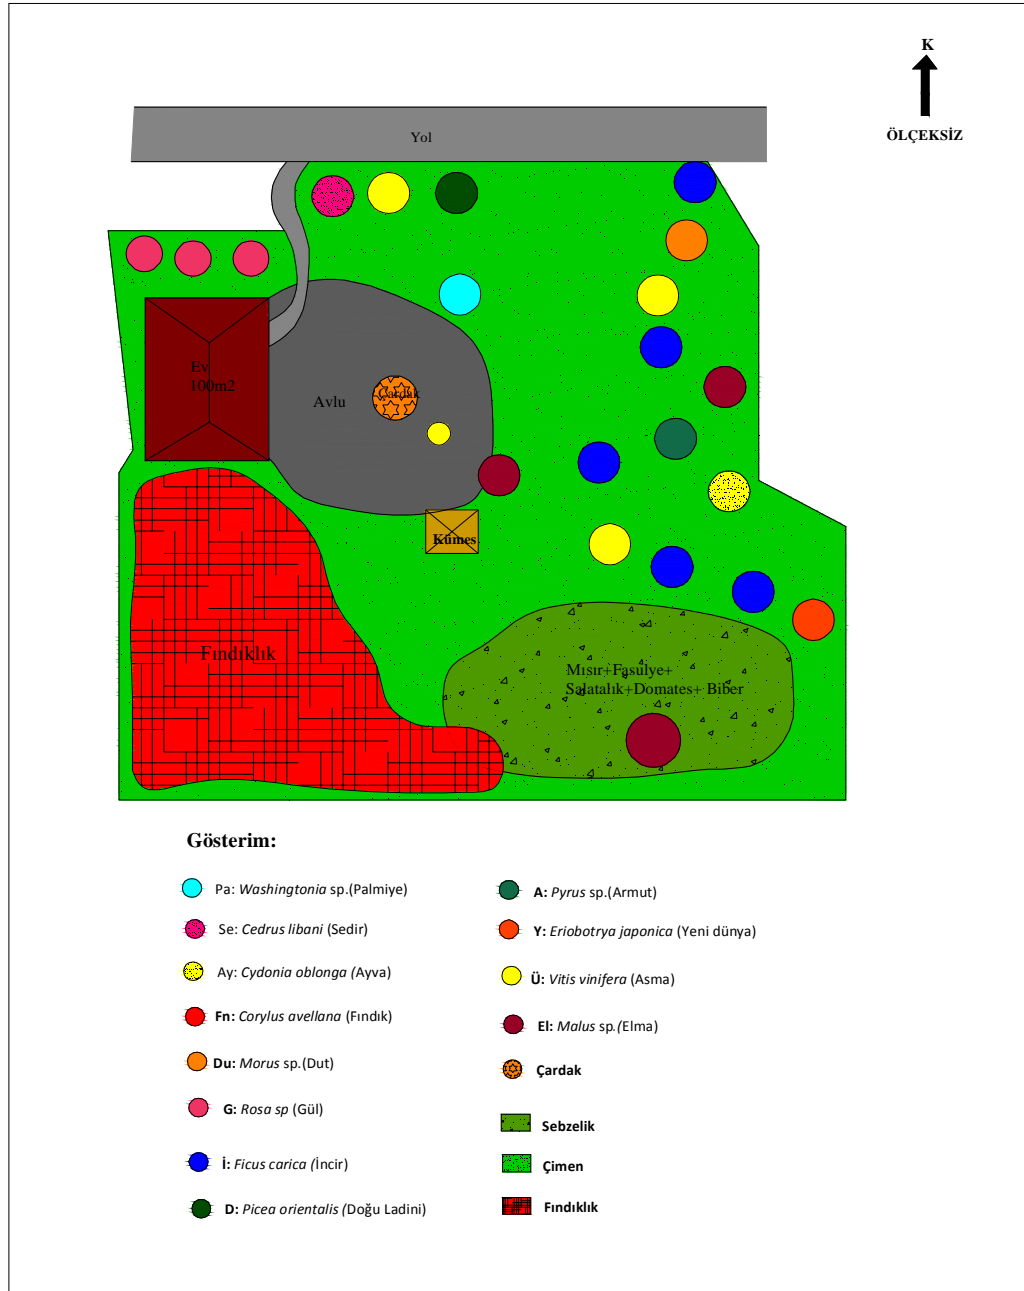 K
ÖLÇEKSİZ
Yol
Ev
100m2
Çardak
Avlu
Kümes
Fındıklık
Mısır+Fasulye+
Salatalık+Domates+ Biber
Gösterim:
Pa: Washingtonia sp.(Palmiye)
A: Pyrus sp.(Armut)
Se: Cedrus libani (Sedir)
Y: Eriobotrya japonica (Yeni dünya)
Ay: Cydonia oblonga (Ayva)
Ü: Vitis vinifera (Asma)
Fn: Corylus avellana (Fındık)
El: Malus sp.(Elma)
Du: Morus sp.(Dut)
Çardak
G: Rosa sp (Gül)
Sebzelik
İ: Ficus carica (İncir)
Çimen
D: Picea orientalis (Doğu Ladini)
Fındıklık